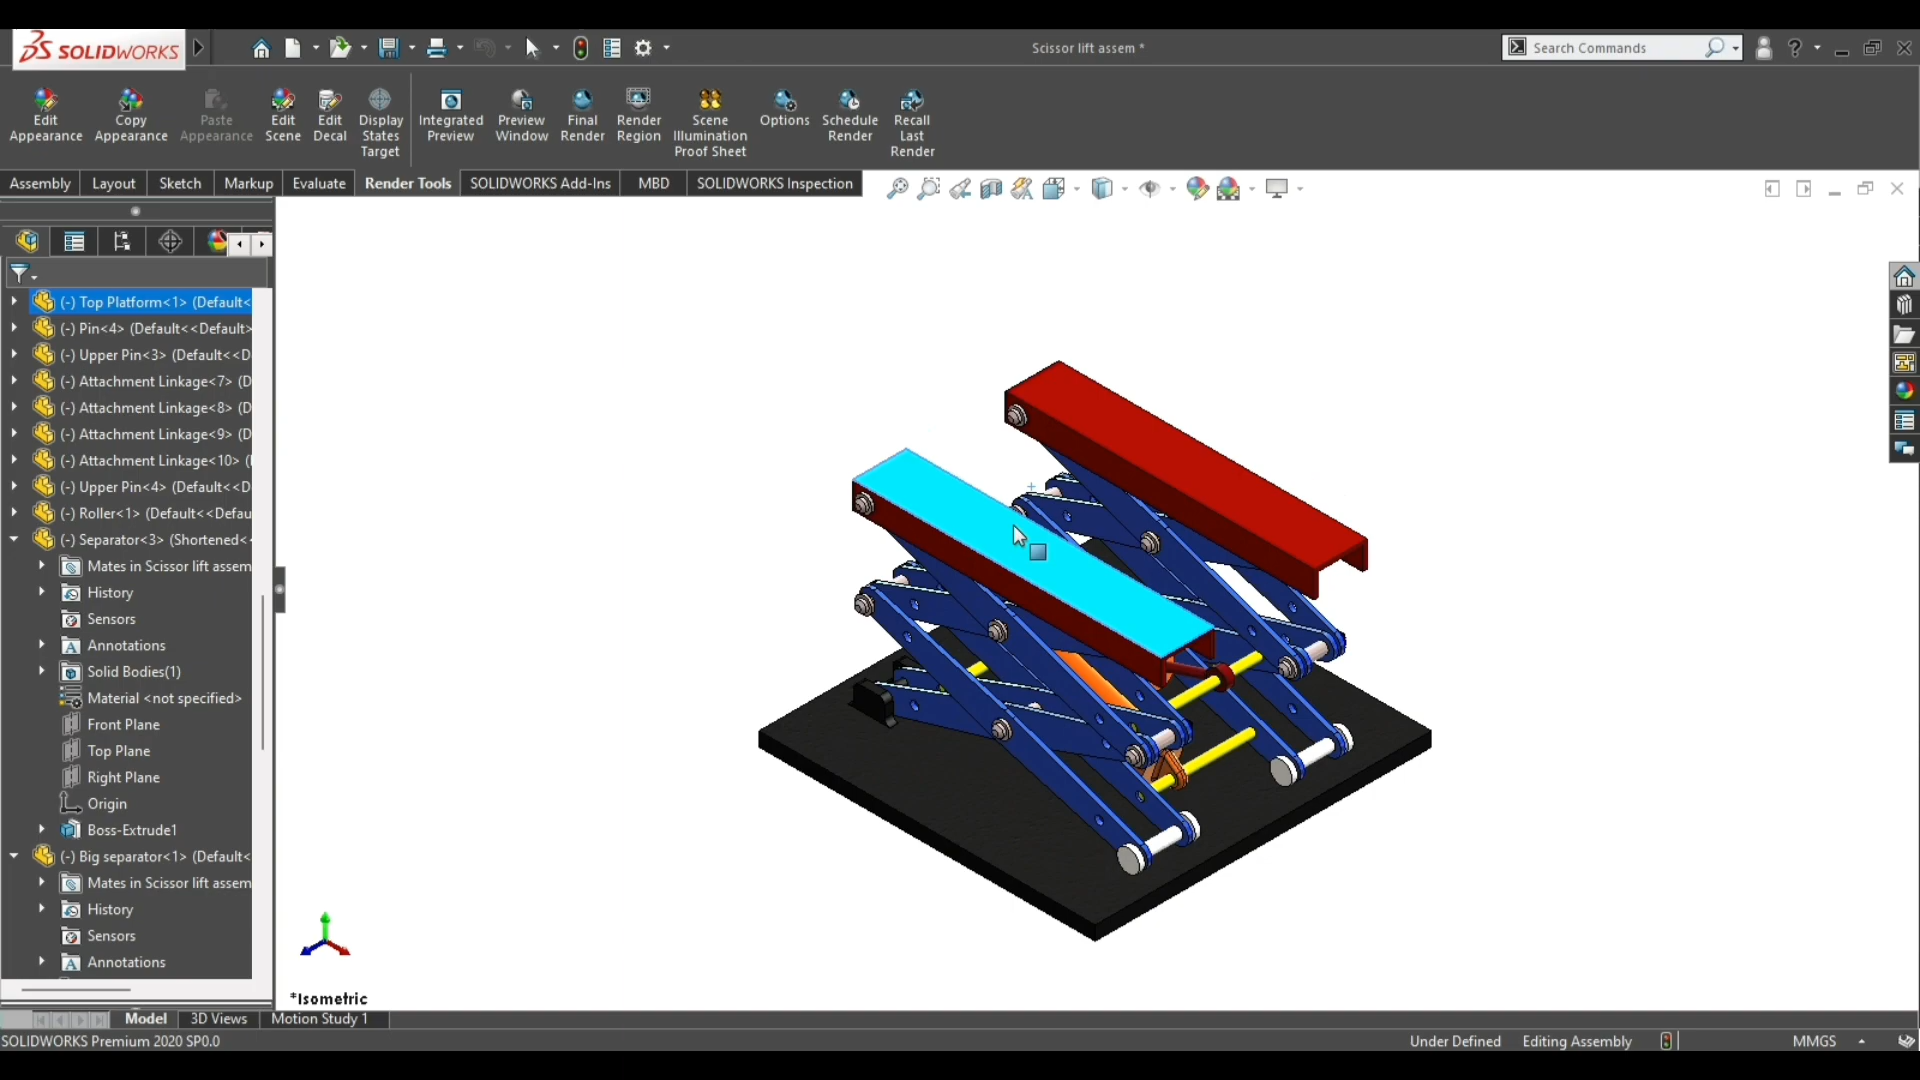 SOLIDWORKS
Scissor lift assem *
Search Commands
Edit Appearance
Copy Appearance
Paste Appearance
Edit Scene
Edit Decal
Display States Target
Integrated Preview
Preview Window
Final Render
Render Region
Scene Illumination Proof Sheet
Options
Schedule Render
Recall Last Render
Assembly Layout Sketch Markup Evaluate Render Tools SOLIDWORKS Add-Ins MBD SOLIDWORKS Inspection
(-) Top Platform<1> (Default<
(-) Pin<4> (Default<<Default>
(-) Upper Pin<3> (Default<<D
(-) Attachment Linkage<7> (D
(-) Attachment Linkage<8> (D
(-) Attachment Linkage<9> (D
(-) Attachment Linkage<10> (
(-) Upper Pin<4> (Default<<D
(-) Roller<1> (Default<<Defau
(-) Separator<3> (Shortened<
Mates in Scissor lift assem
History
Sensors
Annotations
Solid Bodies(1)
Material <not specified>
Front Plane
Top Plane
Right Plane
Origin
Boss-Extrude1
(-) Big separator<1> (Default<
Mates in Scissor lift assem
History
Sensors
Annotations
*Isometric
Model 3D Views Motion Study 1
SOLIDWORKS Premium 2020 SP0.0
Under Defined Editing Assembly MMGS